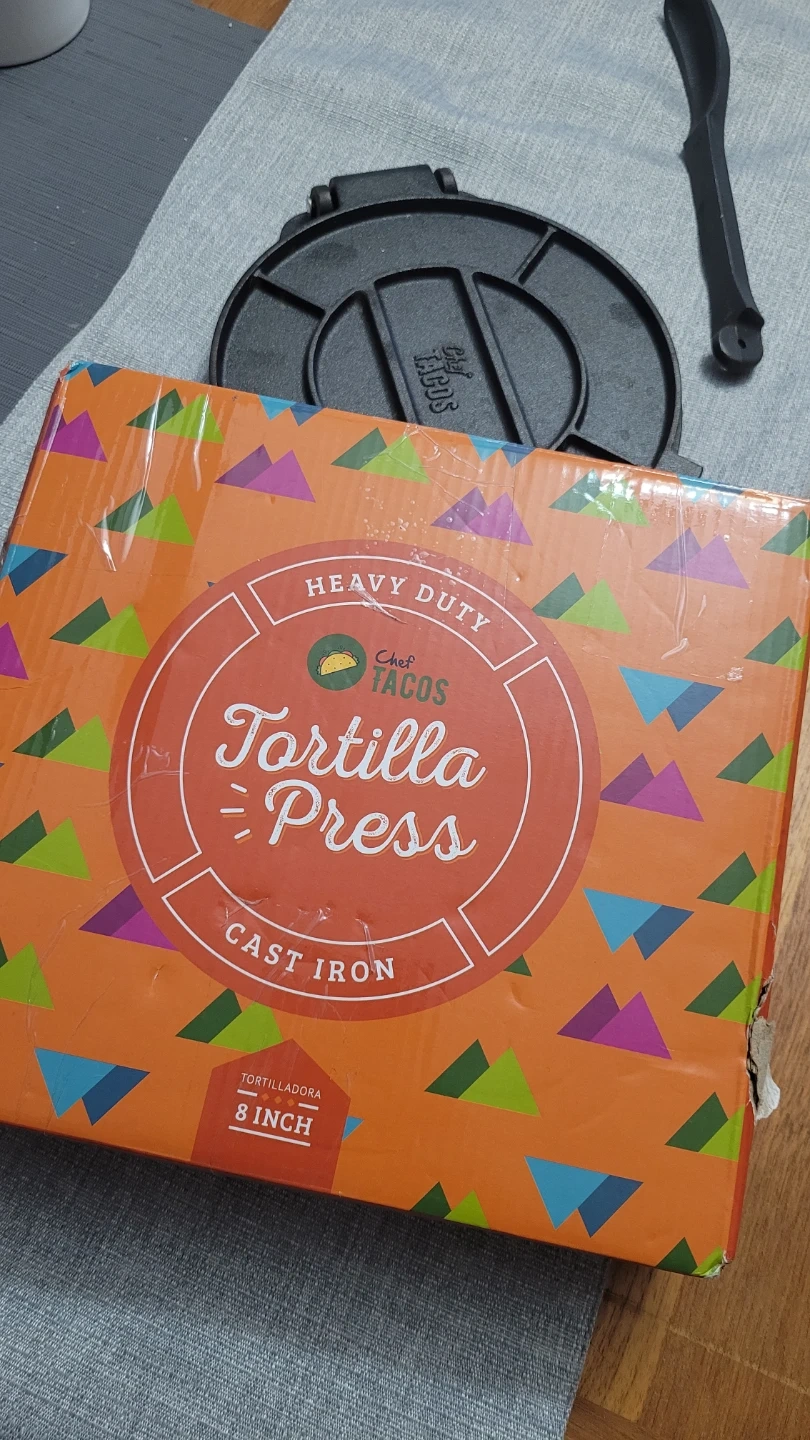 Chef
TACOS
HEAVY DUTY
Chef
TACOS
Tortilla
Press
CAST IRON
TORTILLADORA
8 INCH